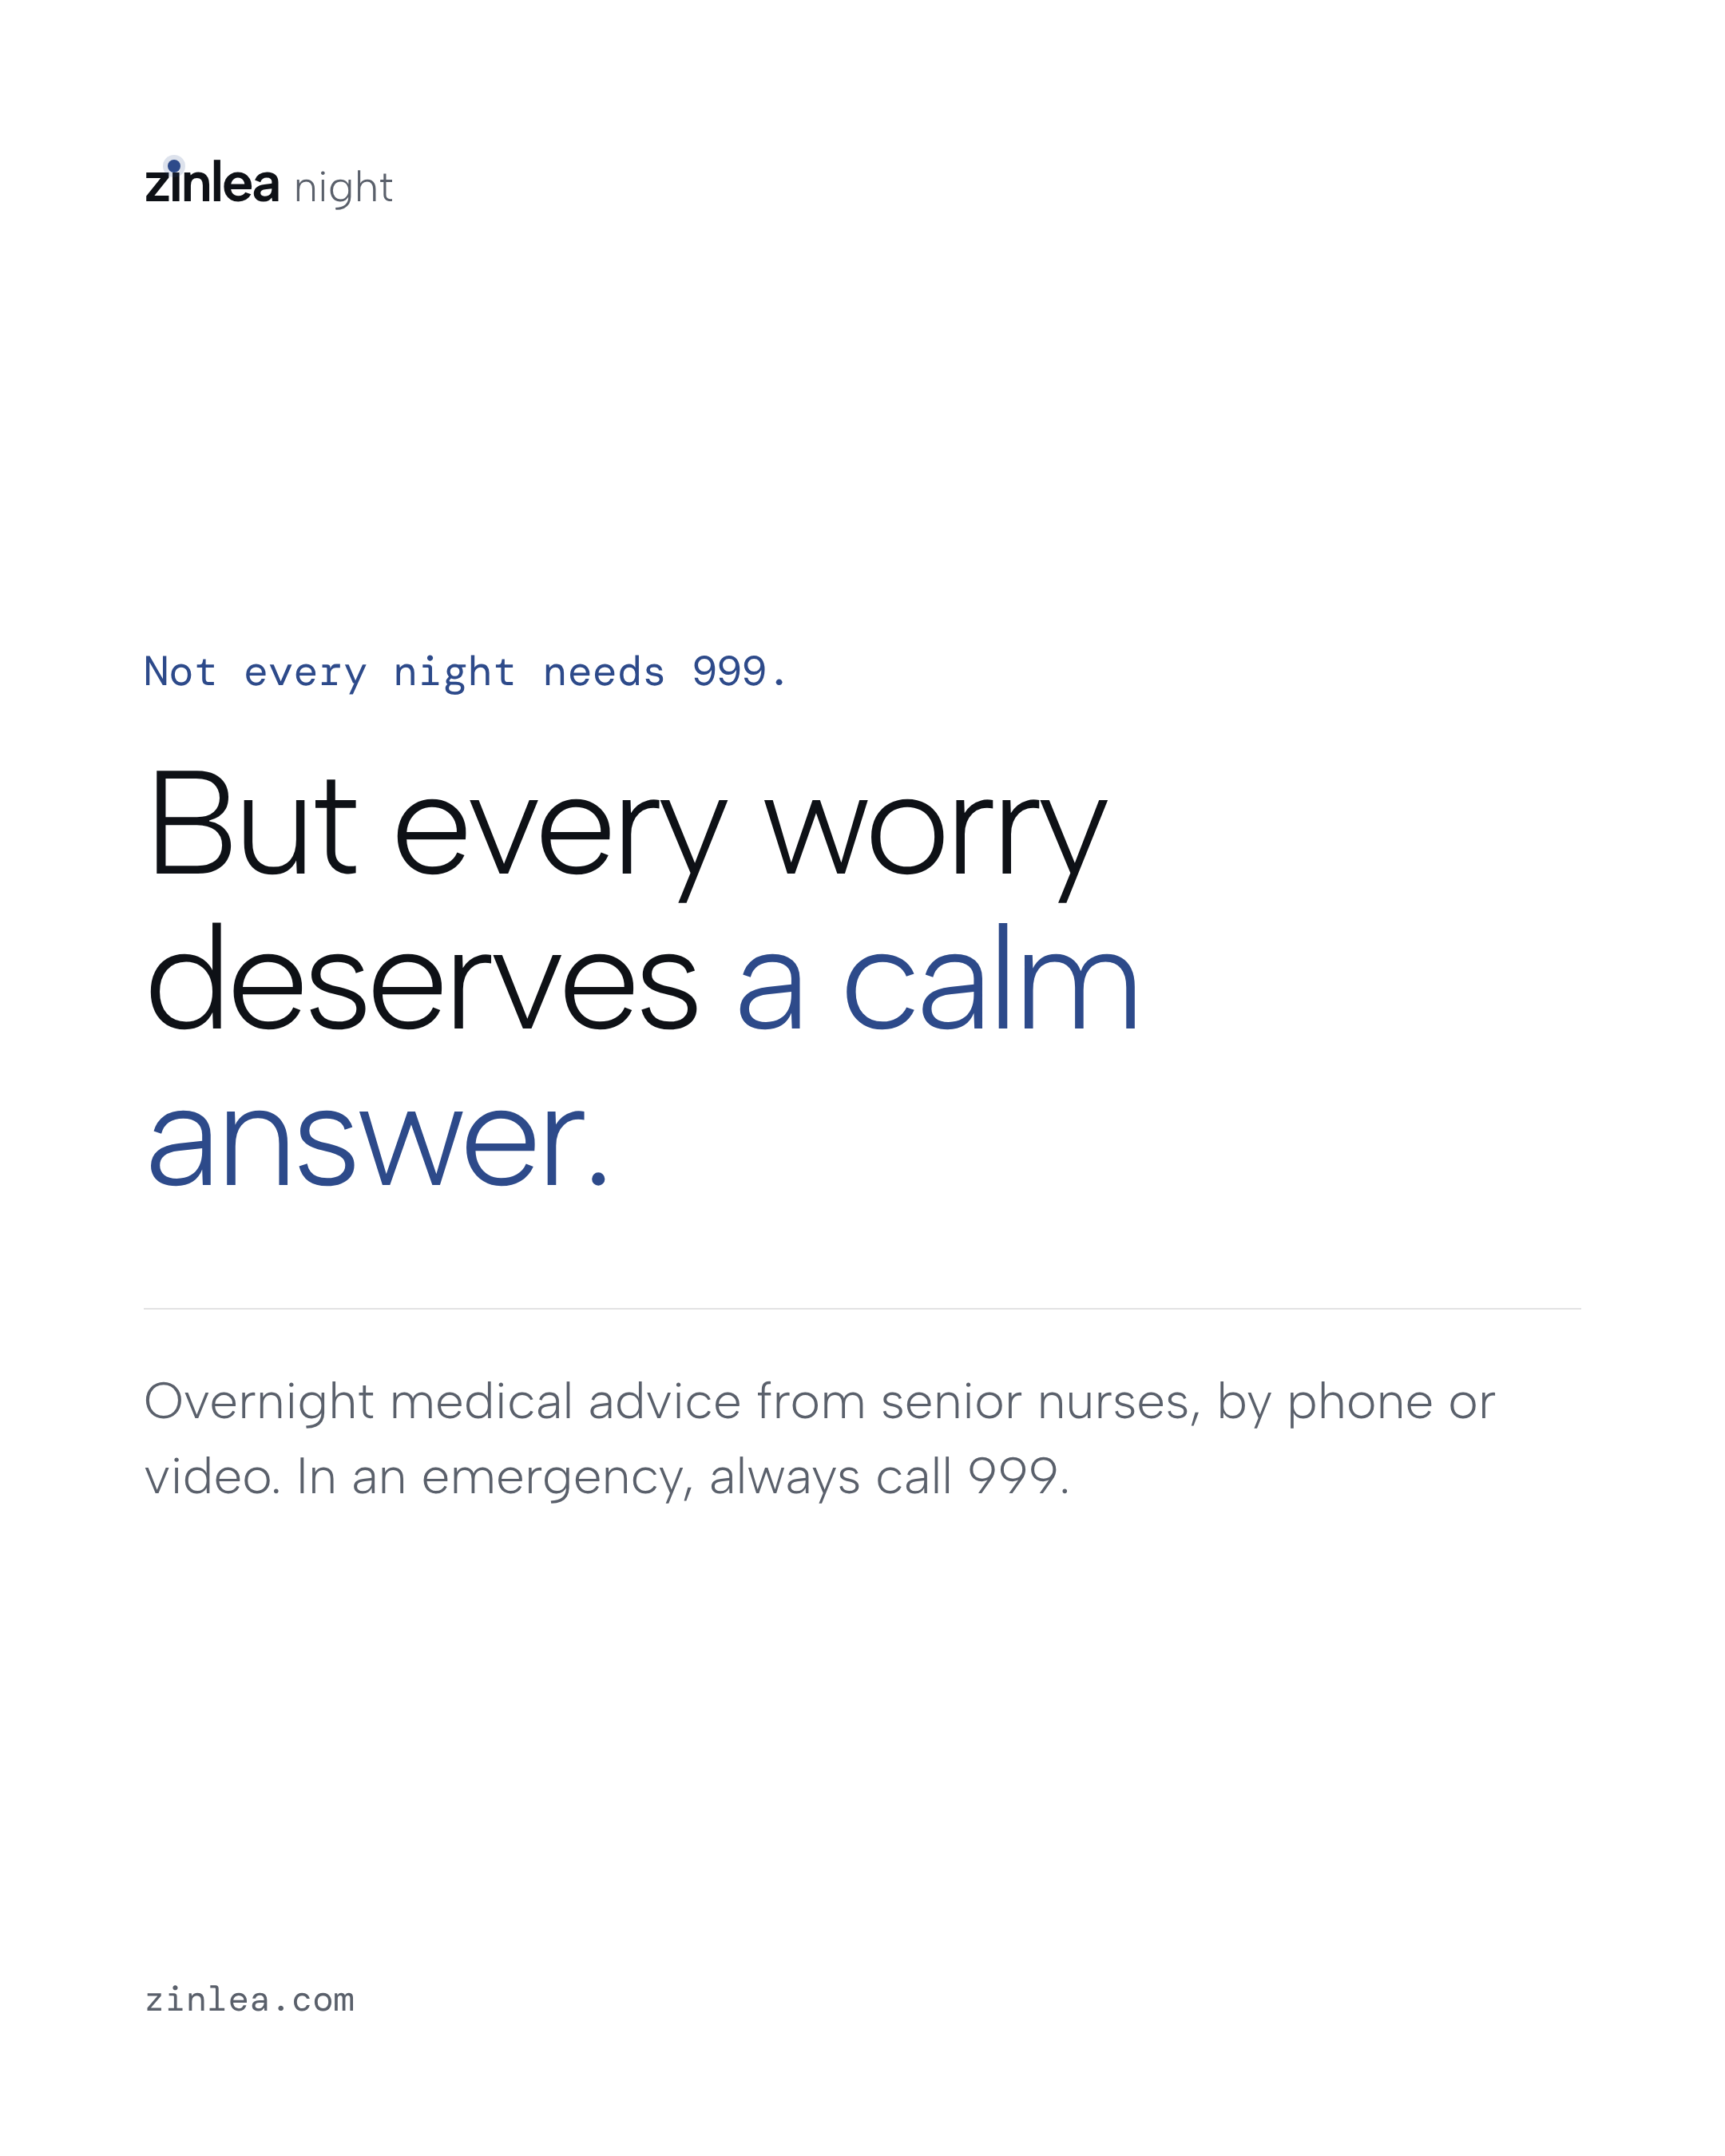 zinlea night
Not every night needs 999.
But every worry
deserves a calm
answer.
Overnight medical advice from senior nurses, by phone or
video. In an emergency, always call 999.
zinlea.com